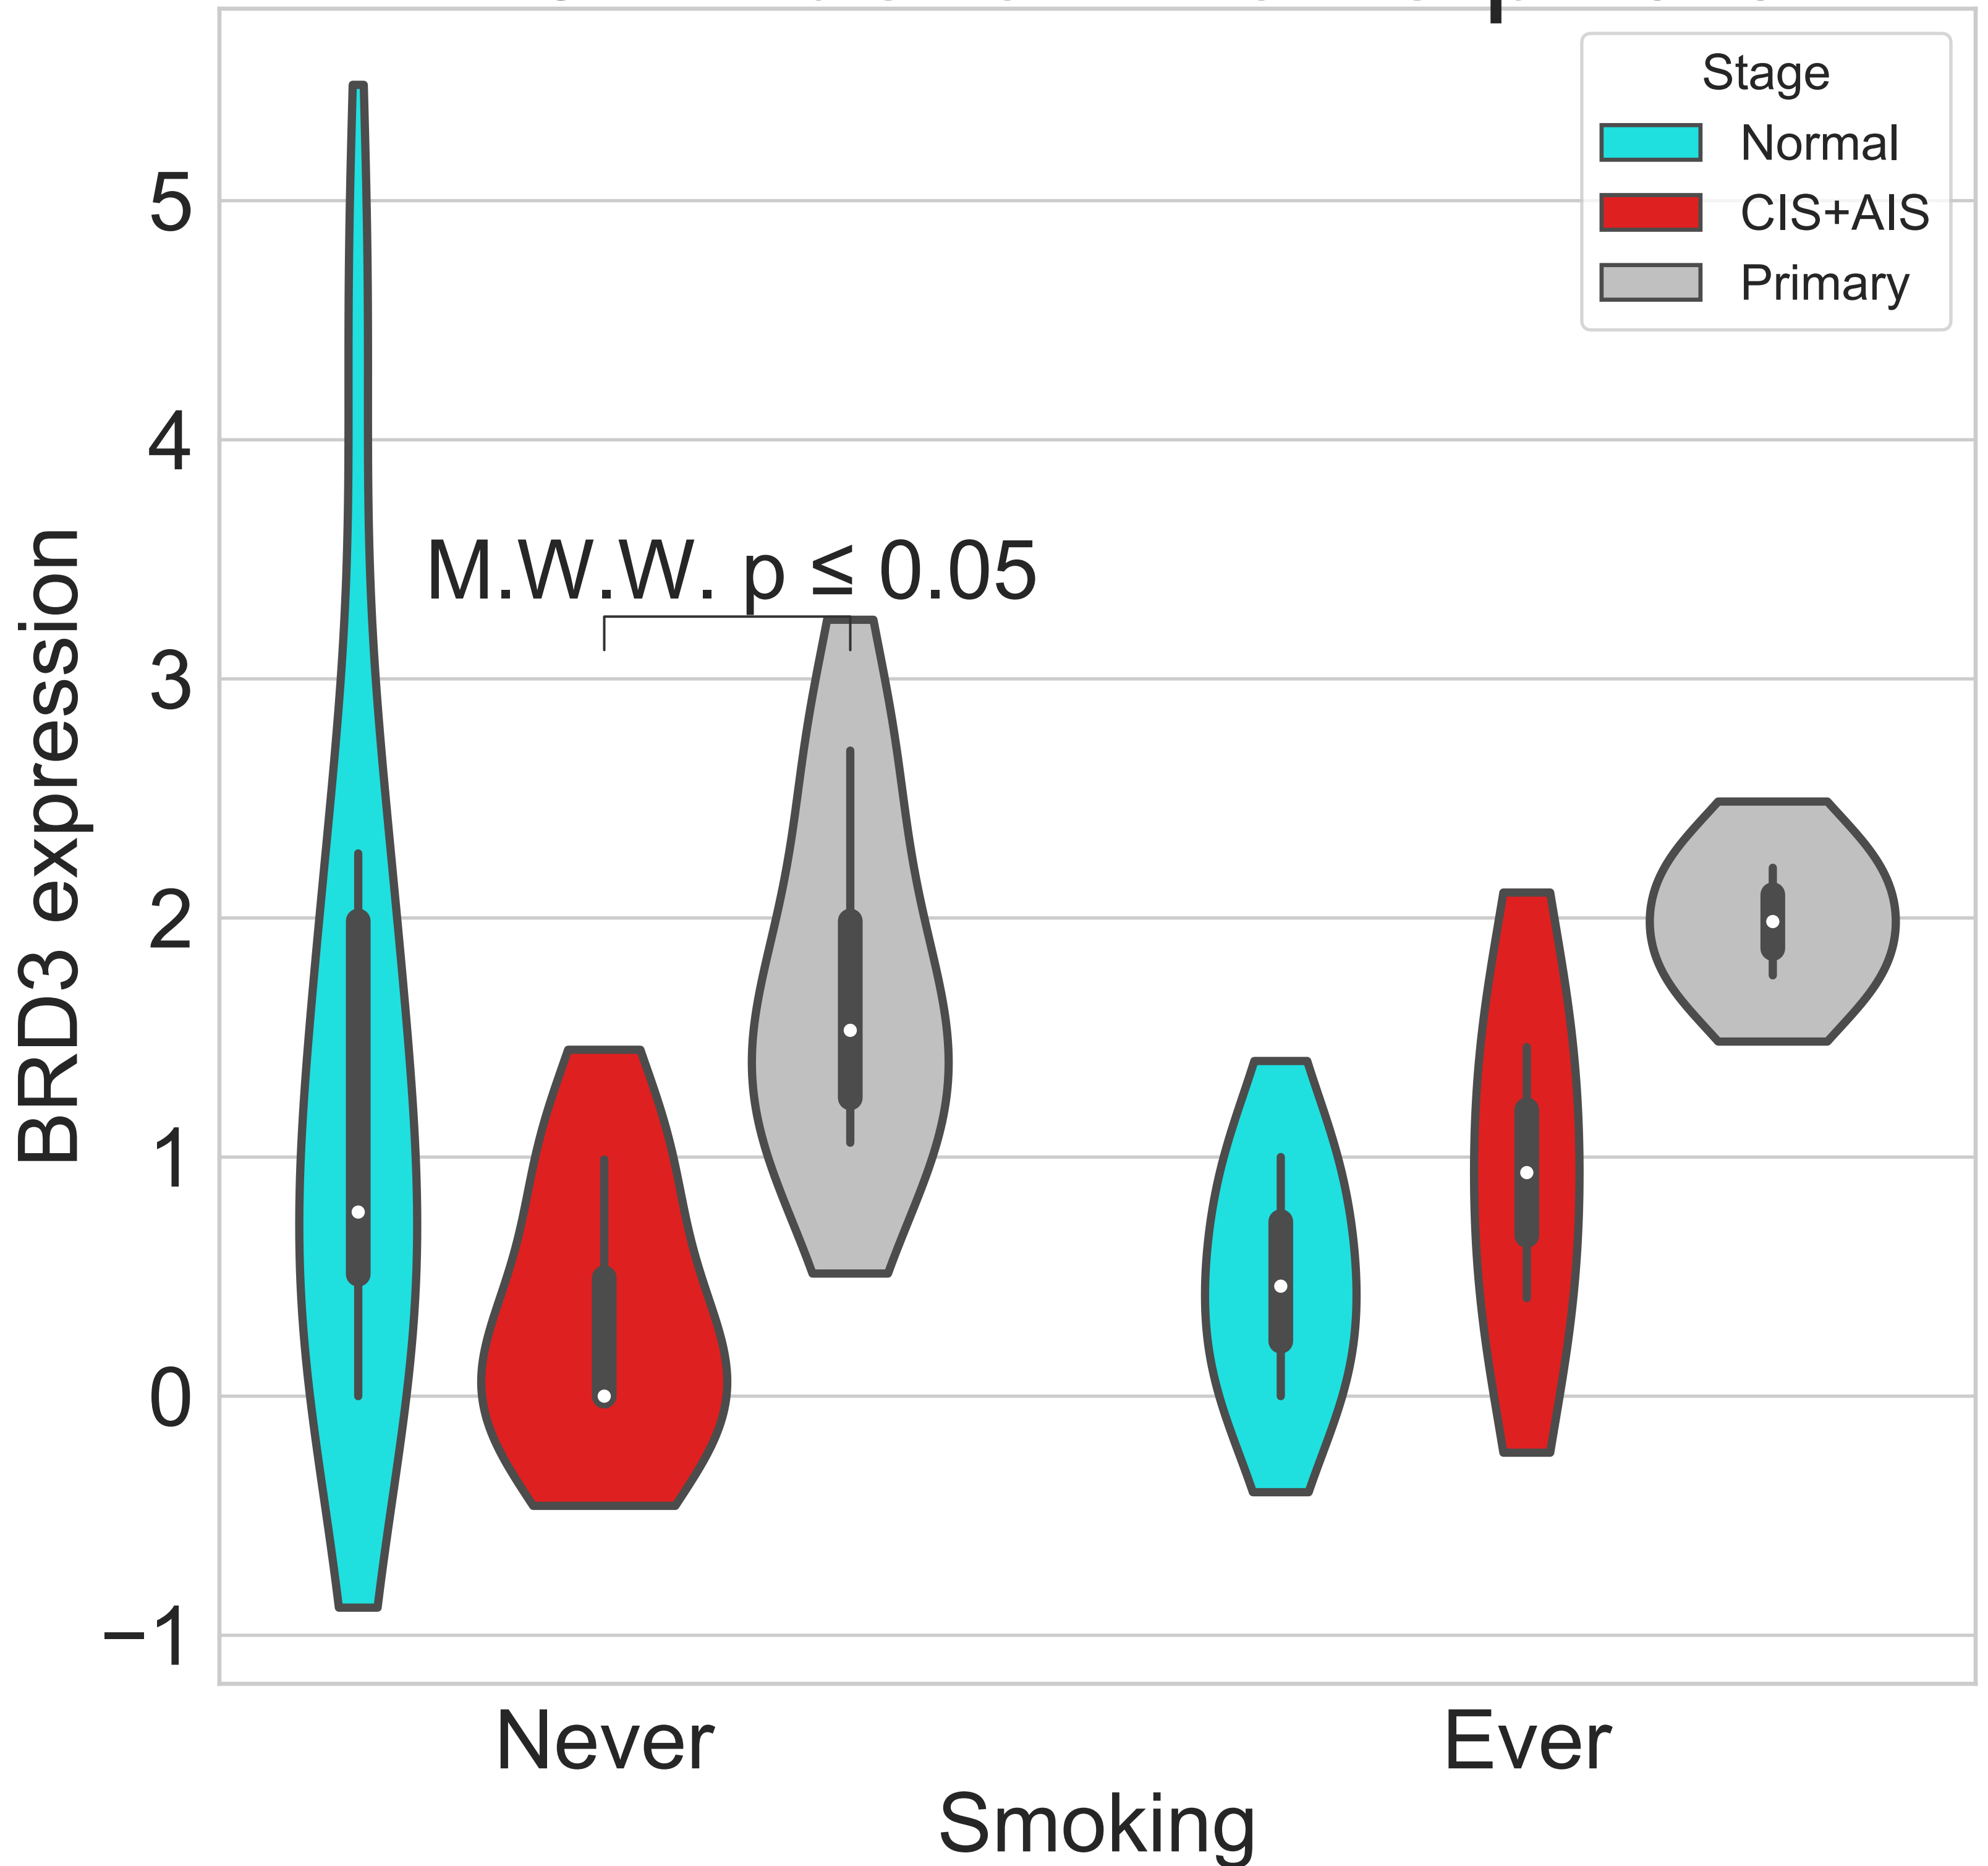 Stage
Normal
CIS+AIS
Primary
5
4
3
2
1
0
−1
BRD3 expression
M.W.W. p ≤ 0.05
Never
Ever
Smoking